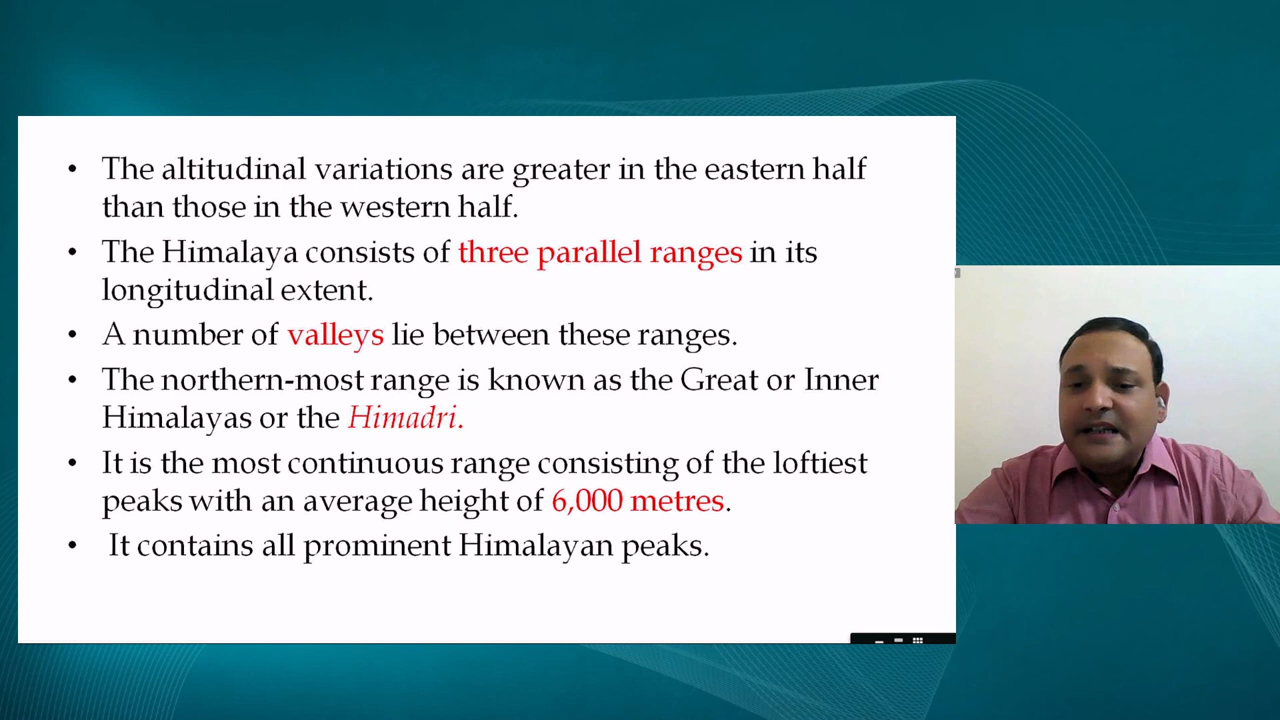 • The altitudinal variations are greater in the eastern half
than those in the western half.
• The Himalaya consists of three parallel ranges in its
longitudinal extent.
• A number of valleys lie between these ranges.
• The northern-most range is known as the Great or Inner
Himalayas or the Himadri.
• It is the most continuous range consisting of the loftiest
peaks with an average height of 6,000 metres.
• It contains all prominent Himalayan peaks.